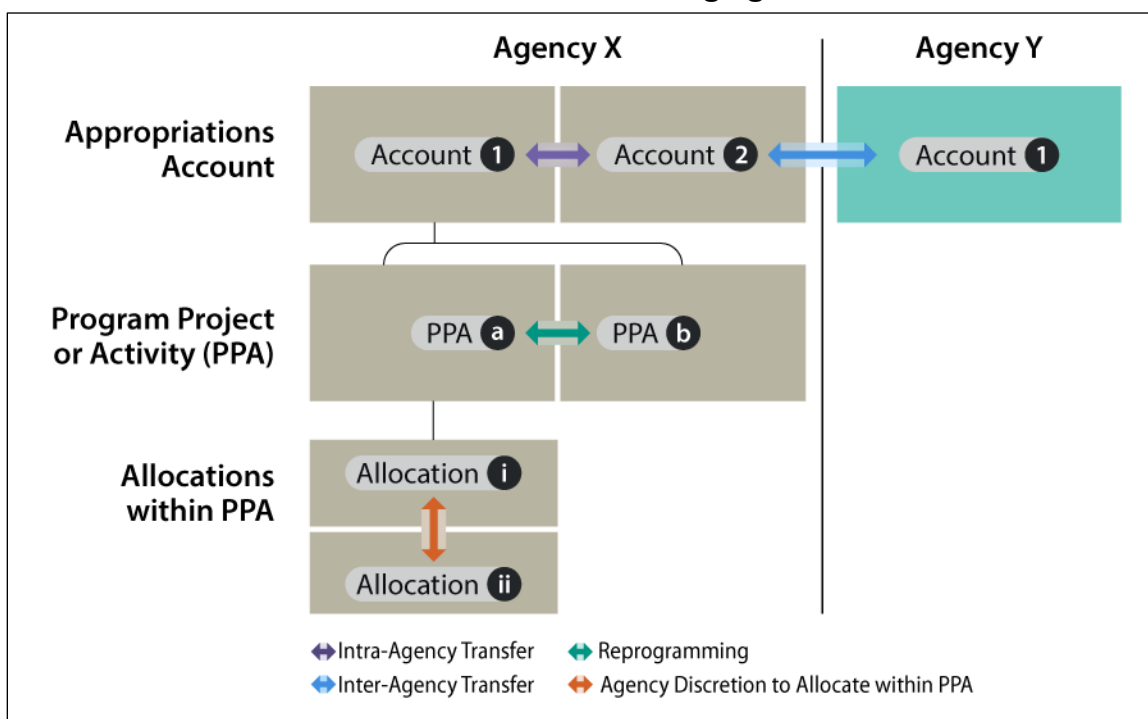 Agency X
Agency Y
Appropriations
Account
Account 1
Account 2
Account 1
Program Project
or Activity (PPA)
PPA a
PPA b
Allocations
within PPA
Allocation i
Allocation ii
Intra-Agency Transfer
Reprogramming
Inter-Agency Transfer
Agency Discretion to Allocate within PPA